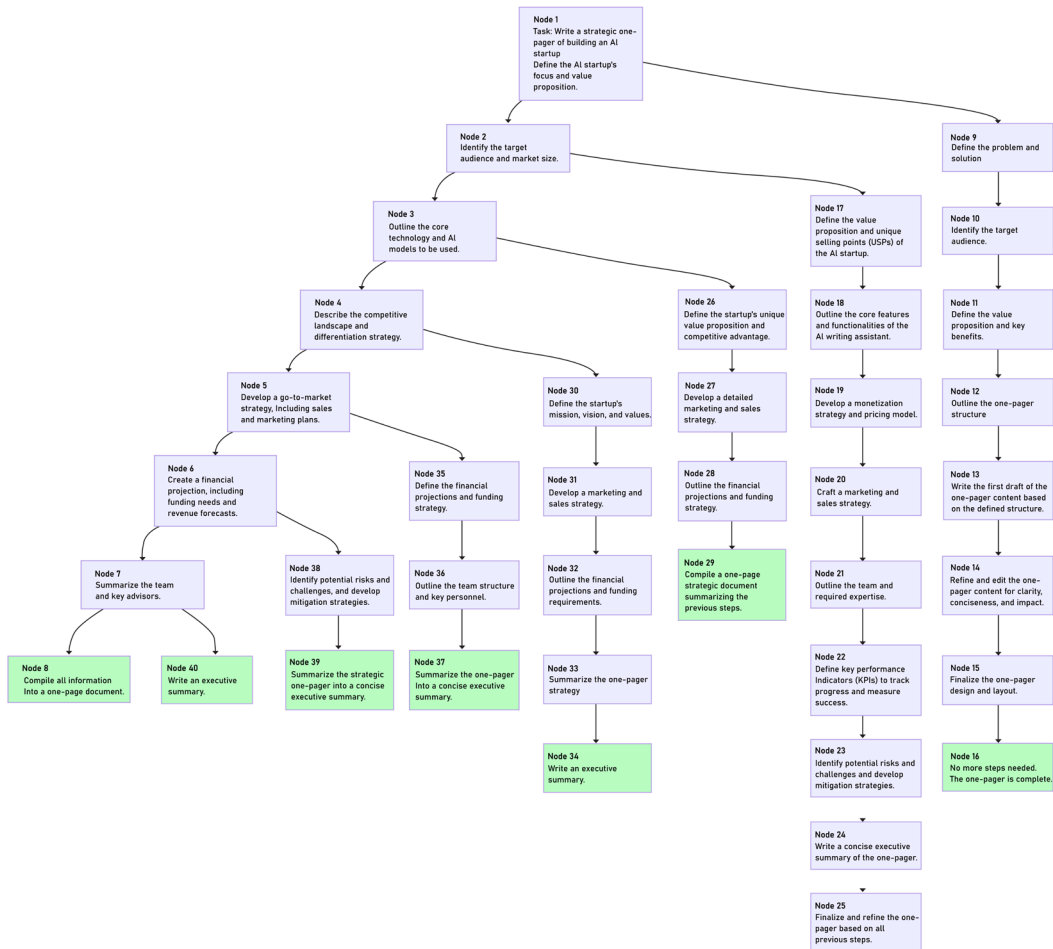 Node 1
Task: Write a strategic one-
pager of building an AI
startup
Define the AI startup's
focus and value
proposition.
Node 2
Identify the target
audience and market size.
Node 9
Define the problem and
solution
Node 3
Outline the core
technology and AI
models to be used.
Node 17
Define the value
proposition and unique
selling points (USPs) of
the AI startup.
Node 10
Identify the target
audience.
Node 4
Describe the competitive
landscape and
differentiation strategy.
Node 26
Define the startup's unique
value proposition and
competitive advantage.
Node 18
Outline the core features
and functionalities of the
AI writing assistant.
Node 11
Define the value
proposition and key
benefits.
Node 5
Develop a go-to-market
strategy, Including sales
and marketing plans.
Node 30
Define the startup's
mission, vision, and values.
Node 27
Develop a detailed
marketing and sales
strategy.
Node 19
Develop a monetization
strategy and pricing model.
Node 12
Outline the one-pager
structure
Node 6
Create a financial
projection, including
funding needs and
revenue forecasts.
Node 35
Define the financial
projections and funding
strategy.
Node 31
Develop a marketing and
sales strategy.
Node 28
Outline the financial
projections and funding
strategy.
Node 20
Craft a marketing and
sales strategy.
Node 13
Write the first draft of the
one-pager content based
on the defined structure.
Node 7
Summarize the team
and key advisors.
Node 38
Identify potential risks and
challenges, and develop
mitigation strategies.
Node 36
Outline the team structure
and key personnel.
Node 32
Outline the financial
projections and funding
requirements.
Node 29
Compile a one-page
strategic document
summarizing the
previous steps.
Node 21
Outline the team and
required expertise.
Node 14
Refine and edit the one-
pager content for clarity,
conciseness, and impact.
Node 8
Compile all information
Into a one-page document.
Node 40
Write an executive
summary.
Node 39
Summarize the strategic
one-pager into a concise
executive summary.
Node 37
Summarize the one-pager
Into a concise executive
summary.
Node 33
Summarize the one-pager
strategy
Node 22
Define key performance
Indicators (KPIs) to track
progress and measure
success.
Node 15
Finalize the one-pager
design and layout.
Node 34
Write an executive
summary.
Node 23
Identify potential risks and
challenges and develop
mitigation strategies.
Node 16
No more steps needed.
The one-pager is complete.
Node 24
Write a concise executive
summary of the one-pager.
Node 25
Finalize and refine the one-
pager based on all
previous steps.